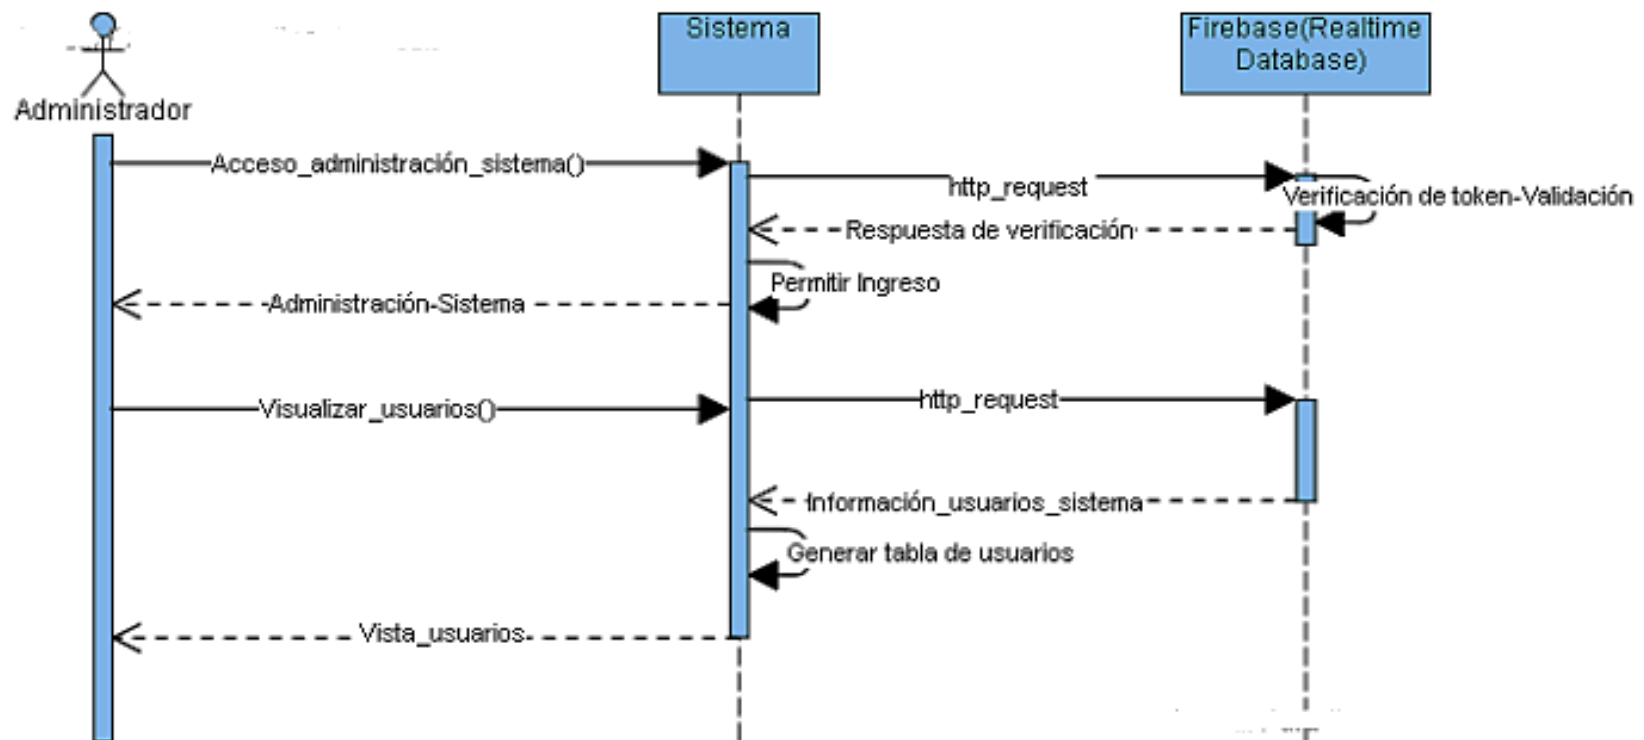 Sistema
Firebase(Realtime
Database)
Administrador
Acceso_administración_sistema()
http_request
Verificación de token-Validación
Respuesta de verificación
Permitir Ingreso
Administración-Sistema
Visualizar_usuarios()
http_request
Información_usuarios_sistema
Generar tabla de usuarios
Vista_usuarios